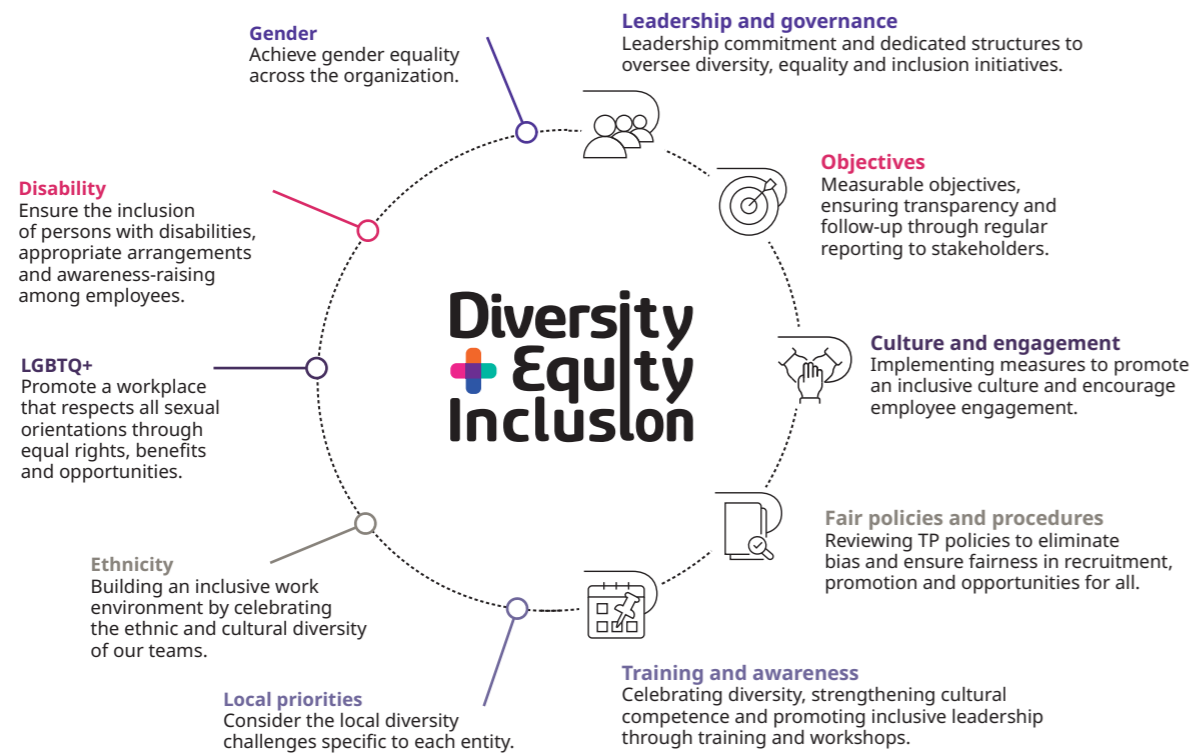 Gender
Achieve gender equality
across the organization.
Disability
Ensure the inclusion
of persons with disabilities,
appropriate arrangements
and awareness-raising
among employees.
LGBTQ+
Promote a workplace
that respects all sexual
orientations through
equal rights, benefits
and opportunities.
Ethnicity
Building an inclusive work
environment by celebrating
the ethnic and cultural diversity
of our teams.
Local priorities
Consider the local diversity
challenges specific to each entity.
Diversity
+ Equity
Inclusion
Leadership and governance
Leadership commitment and dedicated structures to
oversee diversity, equality and inclusion initiatives.
Objectives
Measurable objectives,
ensuring transparency and
follow-up through regular
reporting to stakeholders.
Culture and engagement
Implementing measures to promote
an inclusive culture and encourage
employee engagement.
Fair policies and procedures
Reviewing TP policies to eliminate
bias and ensure fairness in recruitment,
promotion and opportunities for all.
Training and awareness
Celebrating diversity, strengthening cultural
competence and promoting inclusive leadership
through training and workshops.